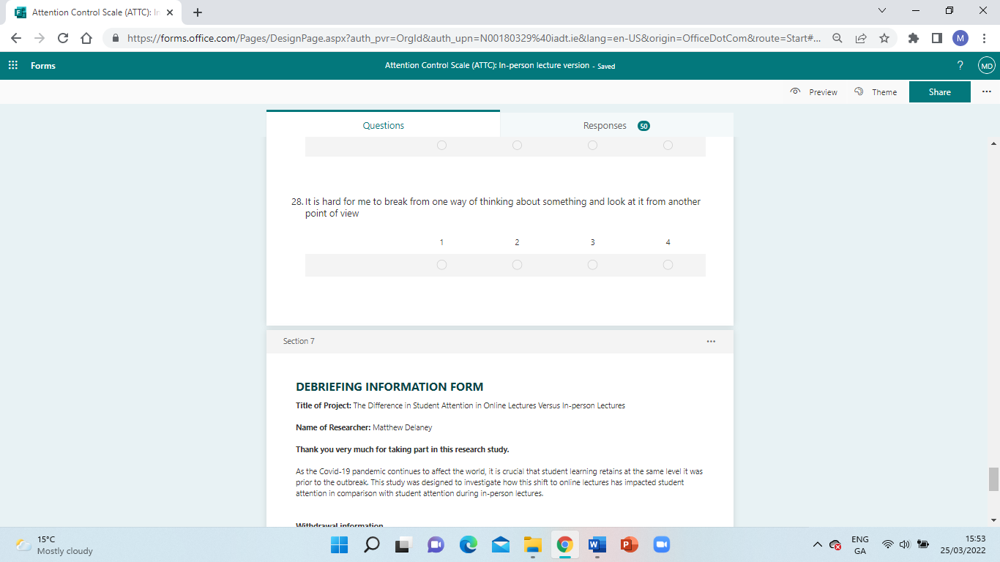 Attention Control Scale (ATTC): In
https://forms.office.com/Pages/DesignPage.aspx?auth_pvr=OrgId&auth_upn=N00180329%40iadt.ie&lang=en-US&origin=OfficeDotCom&route=Start#...
M
Forms
Attention Control Scale (ATTC): In-person lecture version - Saved
?
MD
Preview
Theme
Share
Questions
Responses 50
28. It is hard for me to break from one way of thinking about something and look at it from another
point of view
1 2 3 4
Section 7
DEBRIEFING INFORMATION FORM
Title of Project: The Difference in Student Attention in Online Lectures Versus In-person Lectures
Name of Researcher: Matthew Delaney
Thank you very much for taking part in this research study.
As the Covid-19 pandemic continues to affect the world, it is crucial that student learning retains at the same level it was
prior to the outbreak. This study was designed to investigate how this shift to online lectures has impacted student
attention in comparison with student attention during in-person lectures.
Withdrawal information
15°C
Mostly cloudy
W
P
ENG
GA
15:53
25/03/2022